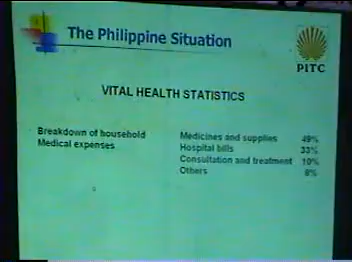 The Philippine Situation
PITC
VITAL HEALTH STATISTICS
Breakdown of household
Medical expenses
Medicines and supplies 49%
Hospital bills 33%
Consultation and treatment 10%
Others 8%